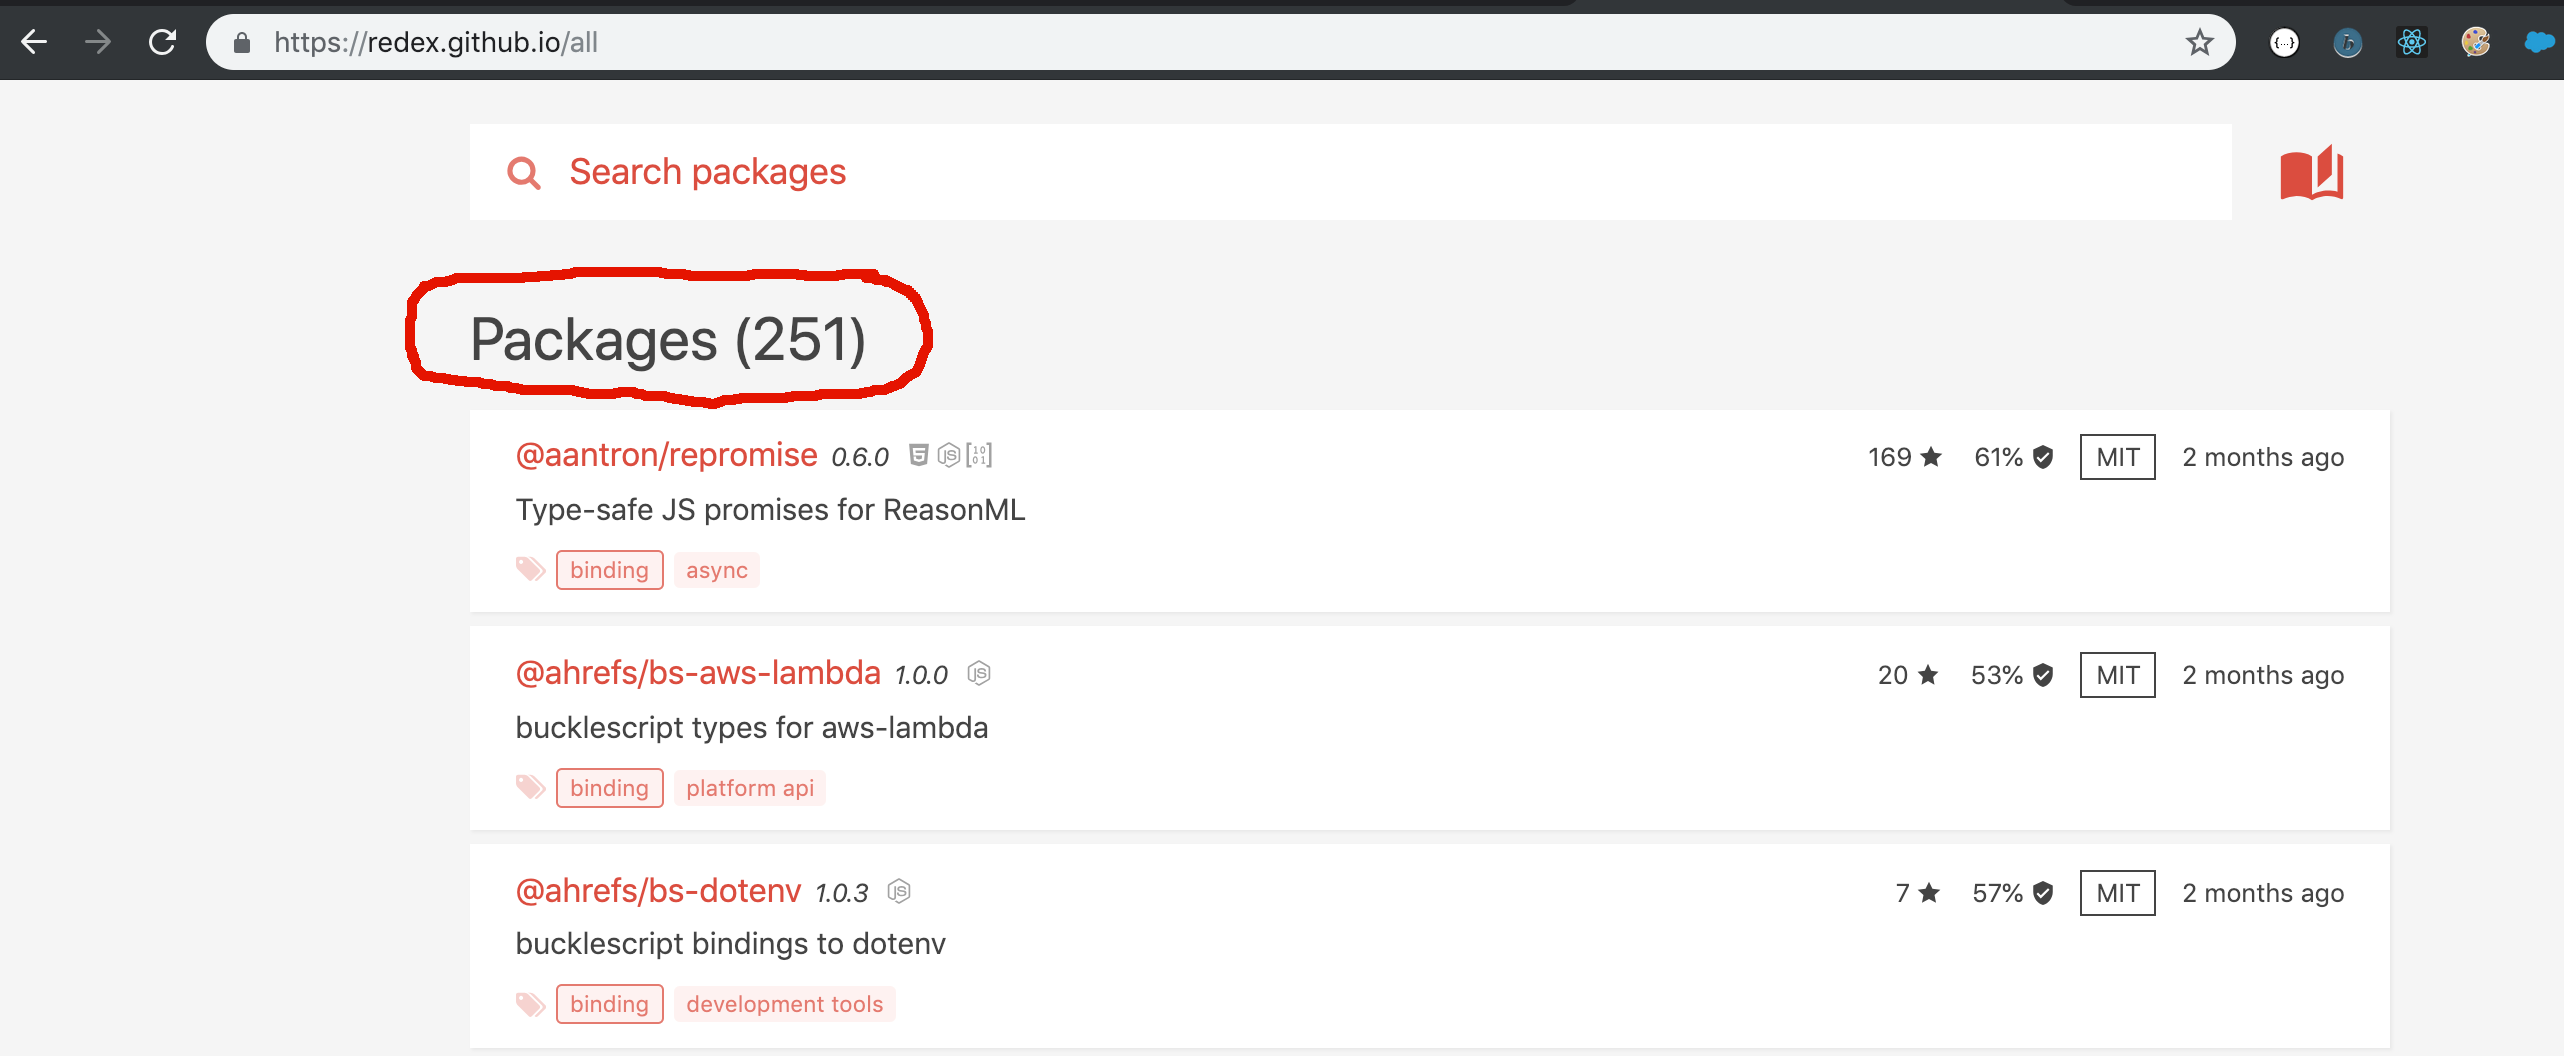 https://redex.github.io/all
Search packages
Packages (251)
@aantron/repromise 0.6.0 169 61% MIT 2 months ago
Type-safe JS promises for ReasonML
binding async
@ahrefs/bs-aws-lambda 1.0.0 20 53% MIT 2 months ago
bucklescript types for aws-lambda
binding platform api
@ahrefs/bs-dotenv 1.0.3 7 57% MIT 2 months ago
bucklescript bindings to dotenv
binding development tools